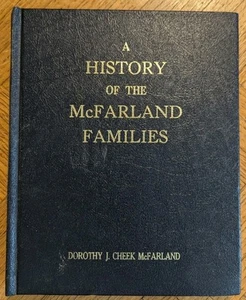 A
HISTORY
OF THE
McFARLAND
FAMILIES
DOROTHY J. CHEEK McFARLAND